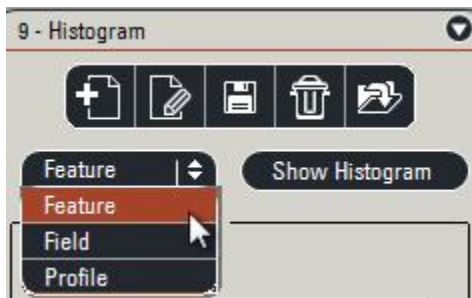 9 - Histogram
Feature
Show Histogram
Feature
Field
Profile